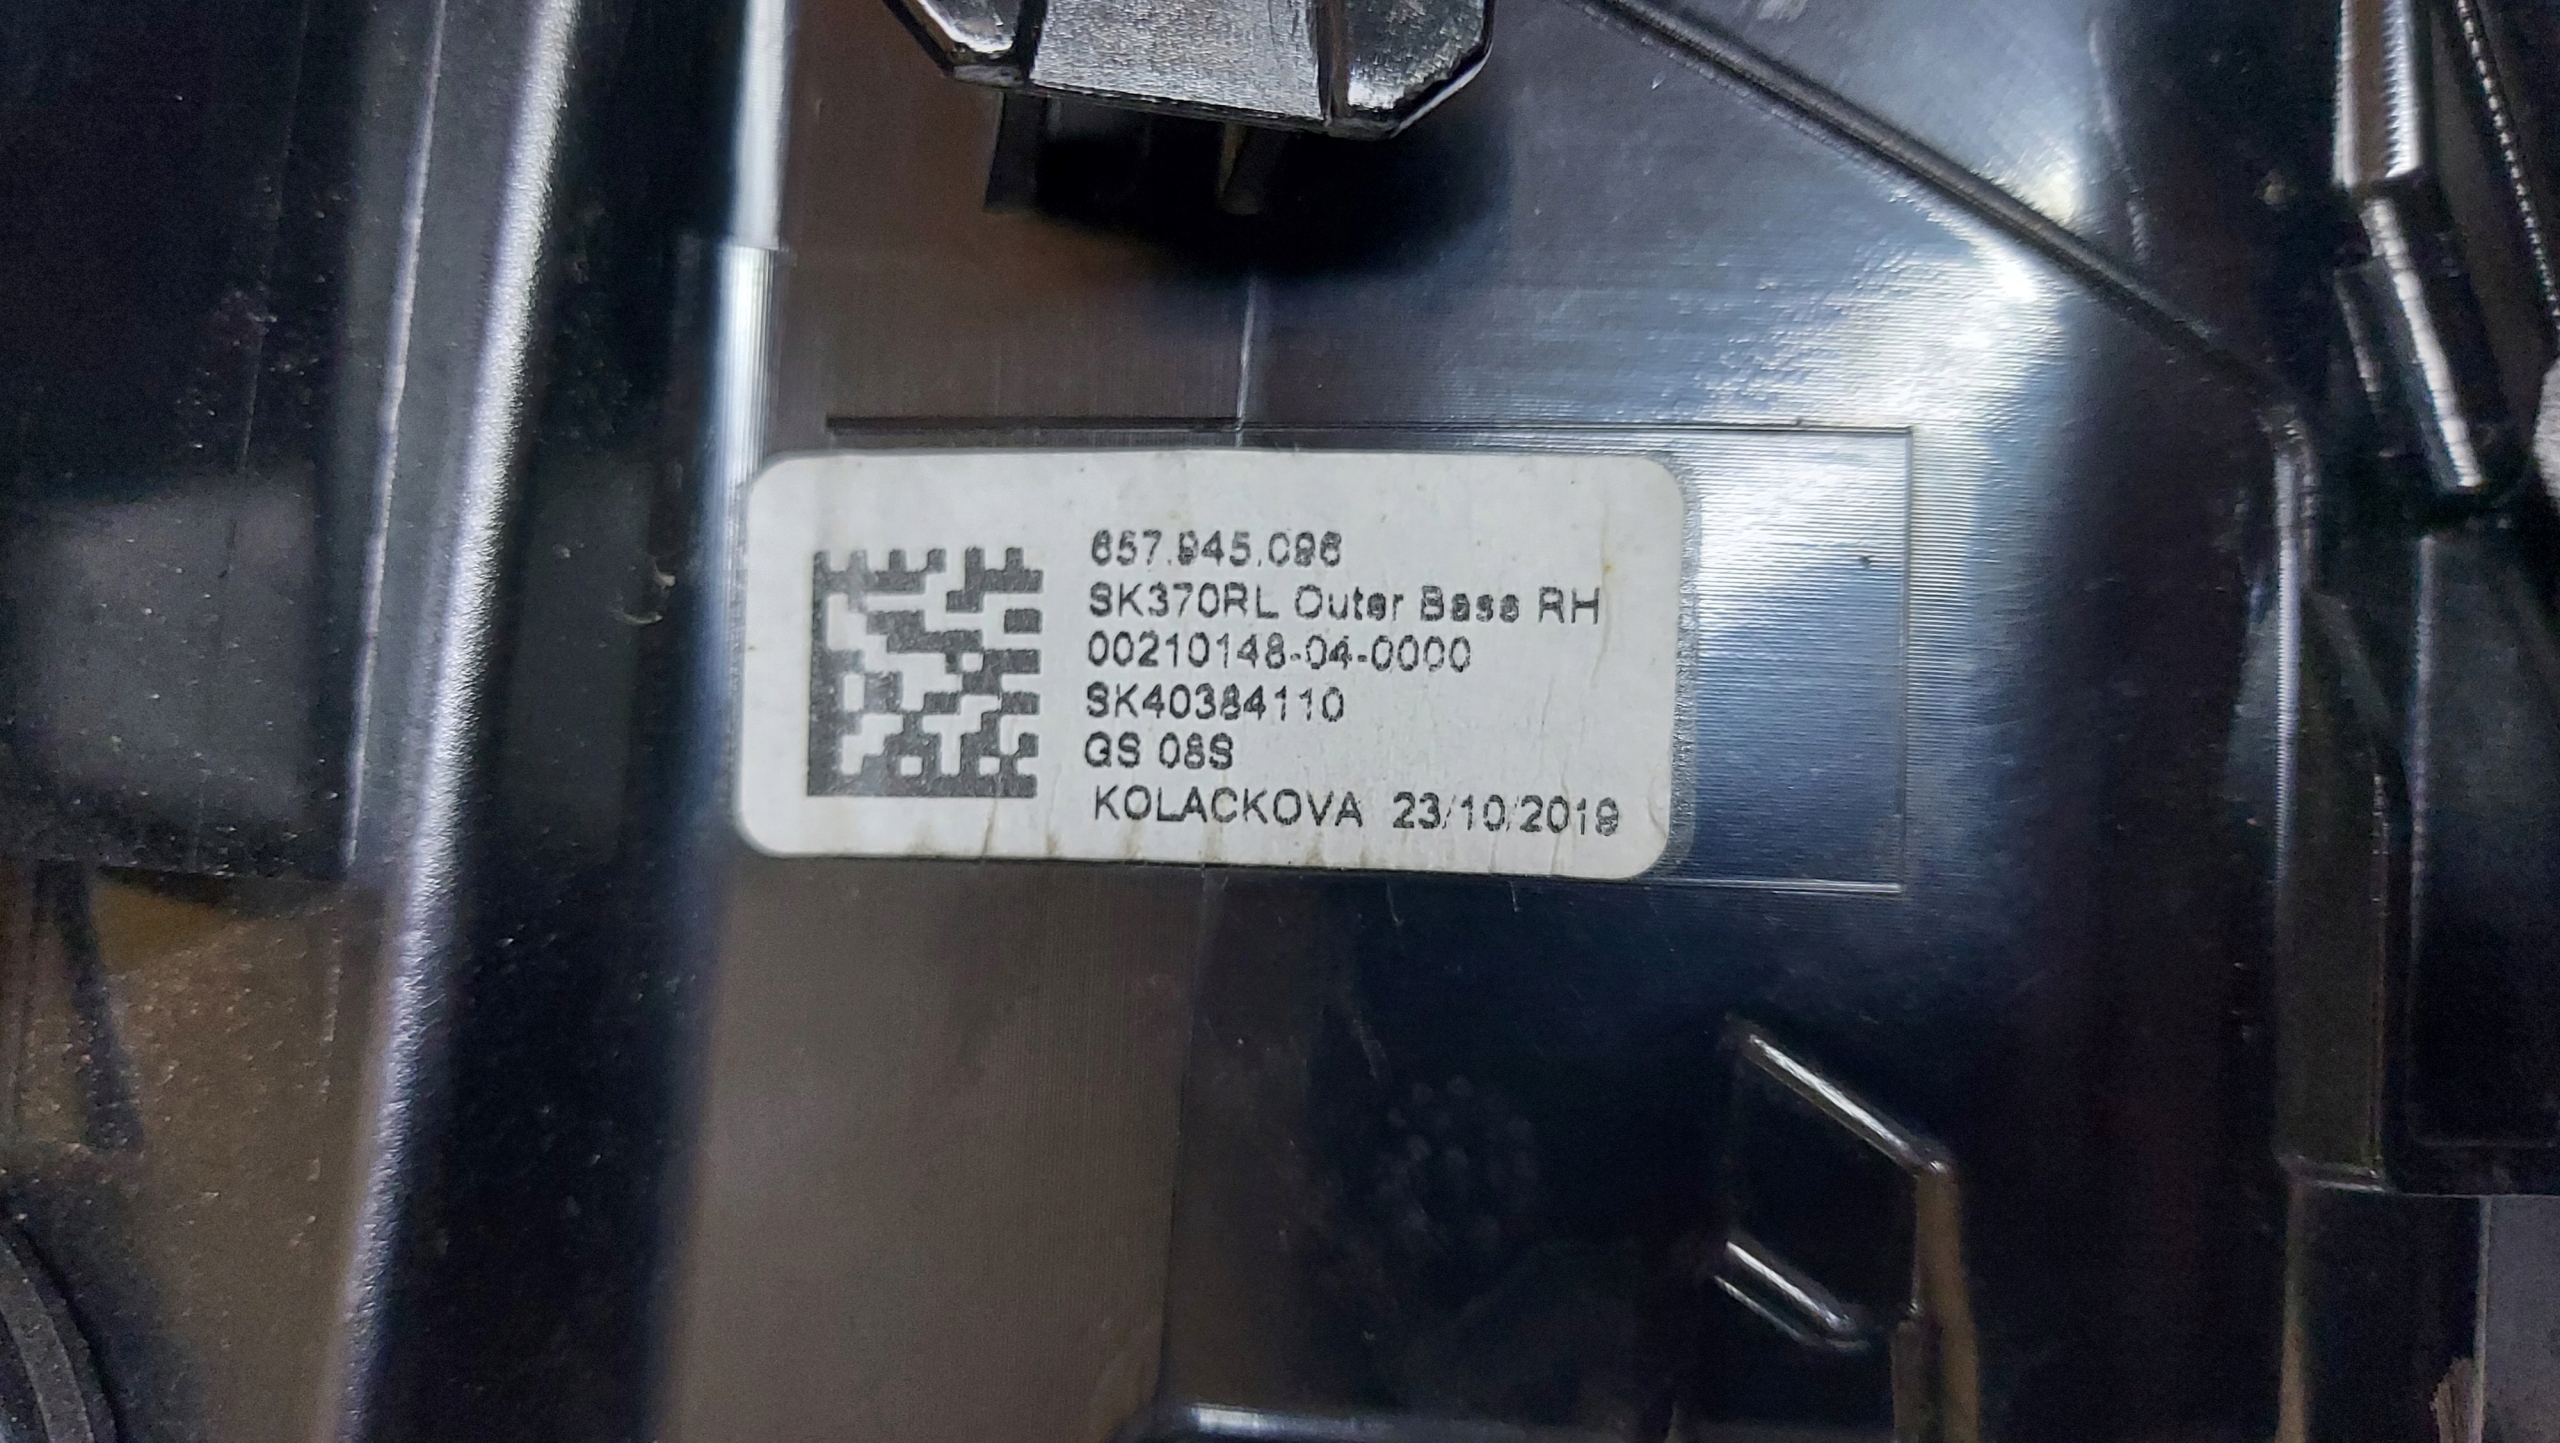 657.945.096
SK370RL Outer Base RH
00210148-04-0000
SK40384110
GS 08S
KOLACKOVA 23/10/2019